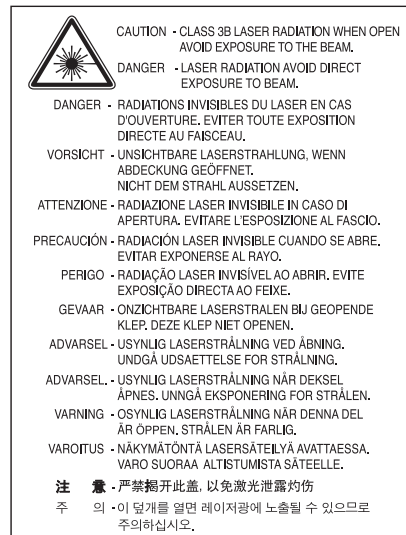 CAUTION - CLASS 3B LASER RADIATION WHEN OPEN
AVOID EXPOSURE TO THE BEAM.
DANGER - LASER RADIATION AVOID DIRECT
EXPOSURE TO BEAM.
DANGER - RADIATIONS INVISIBLES DU LASER EN CAS
D'OUVERTURE. EVITER TOUTE EXPOSITION
DIRECTE AU FAISCEAU.
VORSICHT - UNSICHTBARE LASERSTRAHLUNG, WENN
ABDECKUNG GEÖFFNET.
NICHT DEM STRAHL AUSSETZEN.
ATTENZIONE - RADIAZIONE LASER INVISIBILE IN CASO DI
APERTURA. EVITARE L'ESPOSIZIONE AL FASCIO.
PRECAUCIÓN - RADIACIÓN LASER INVISIBLE CUANDO SE ABRE.
EVITAR EXPONERSE AL RAYO.
PERIGO - RADIAÇÃO LASER INVISÍVEL AO ABRIR. EVITE
EXPOSIÇÃO DIRECTA AO FEIXE.
GEVAAR - ONZICHTBARE LASERSTRALEN BIJ GEOPENDE
KLEP. DEZE KLEP NIET OPENEN.
ADVARSEL - USYNLIG LASERSTRÅLNING VED ÅBNING.
UNDGÅ UDSAETTELSE FOR STRÅLNING.
ADVARSEL. - USYNLIG LASERSTRÅLNING NÅR DEKSEL
ÅPNES. UNNGÅ EKSPONERING FOR STRÅLEN.
VARNING - OSYNLIG LASERSTRÅLNING NÄR DENNA DEL
ÄR ÖPPEN. STRÅLEN ÄR FARLIG.
VAROITUS - NÄKYMÄTÖNTÄ LASERSÄTEILYÄ AVATTAESSA.
VARO SUORAA ALTISTUMISTA SÄTEELLE.
注 意 - 严禁揭开此盖, 以免激光泄露灼伤
주 의 - 이 덮개를 열면 레이저광에 노출될 수 있으므로
주의하십시오.